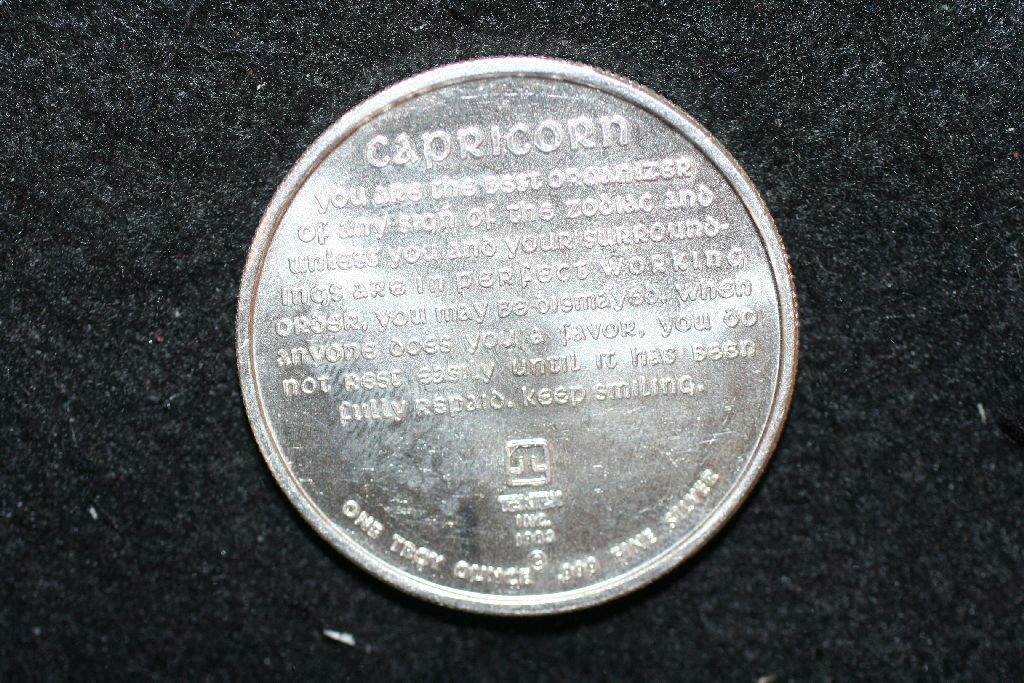 CAPRICORN
YOU ARE THE BEST ORGANIZER
OF ANY SIGN OF THE ZODIAC AND
UNLESS YOU AND YOUR SURROUND-
INGS ARE IN PERFECT WORKING
ORDER, YOU MAY BE DISMAYED. WHEN
ANYONE DOES YOU A FAVOR, YOU DO
NOT REST EASILY UNTIL IT HAS BEEN
FULLY REPAID. KEEP SMILING.
INC.
ONE TROY OUNCE © .999 FINE SILVER